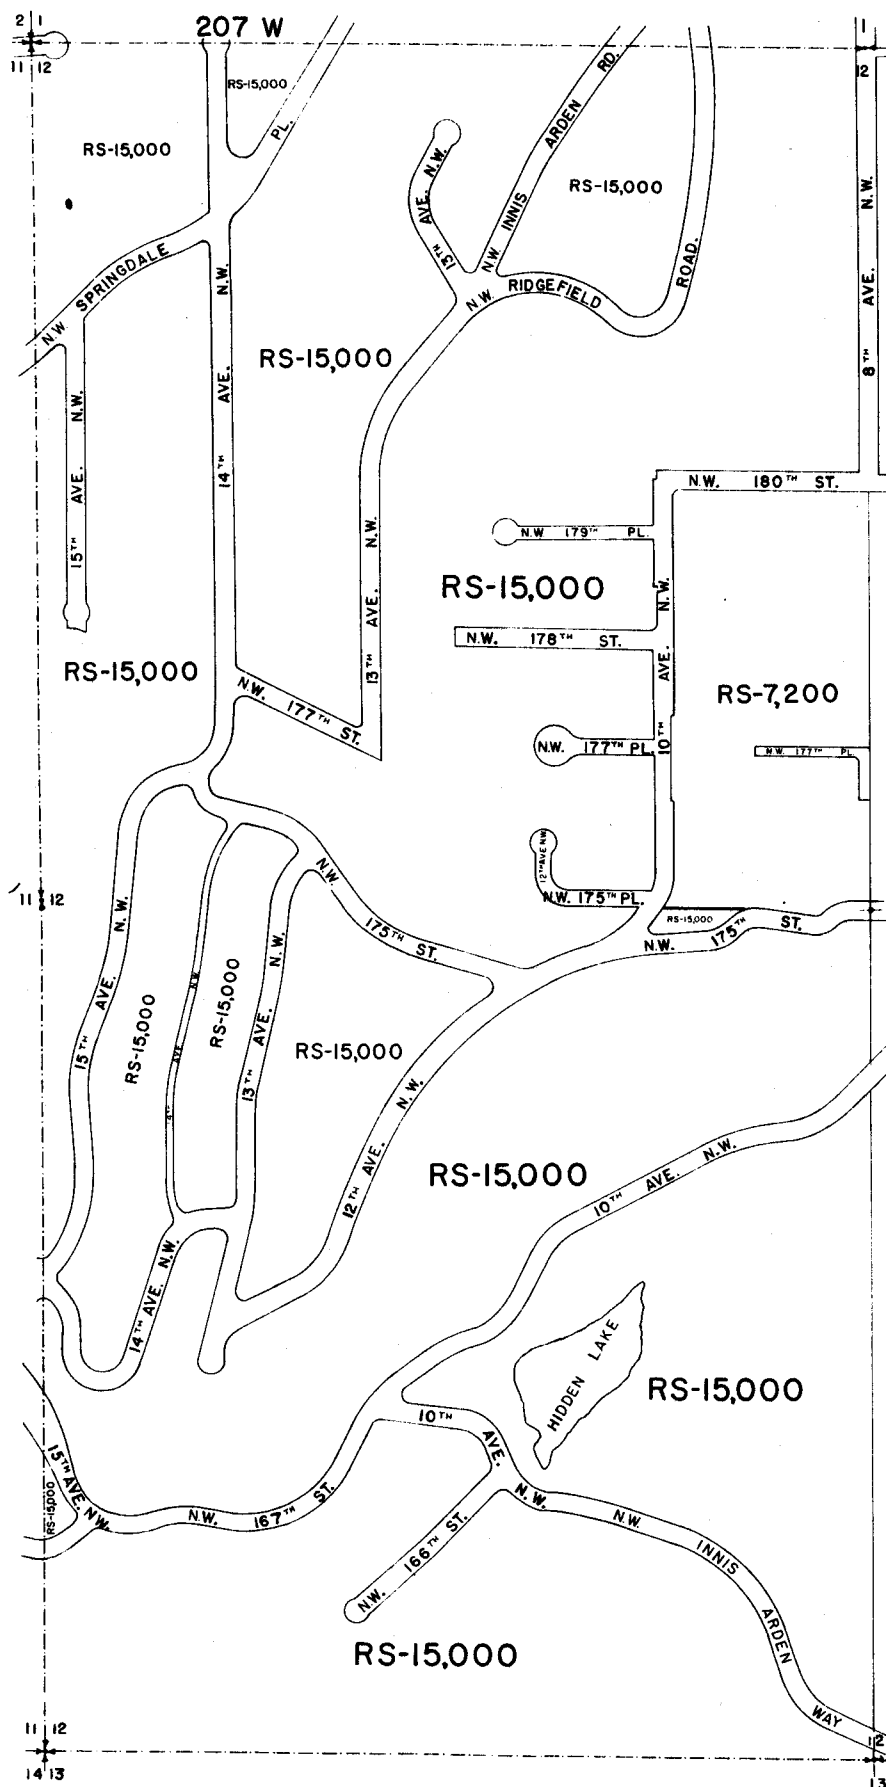 2 1
207 W
1
11 12
12
RS-15,000
PL.
N.W. INNIS ARDEN RD.
RS-15,000
13TH AVE. N.W.
RS-15,000
8TH AVE. N.W.
N.W. SPRINGDALE
14TH AVE. N.W.
N.W. RIDGEFIELD ROAD.
RS-15,000
15TH AVE. N.W.
13TH AVE. N.W.
N.W. 180TH ST.
N.W. 179TH PL.
RS-15,000
10TH AVE. N.W.
N.W. 178TH ST.
RS-15,000
N.W. 177TH ST.
RS-7,200
N.W. 177TH PL.
N.W. 177TH PL.
12TH AVE N.W.
N.W. 175TH PL.
11 12
RS-15,000
N.W. 175TH ST.
N.W. 175TH ST.
15TH AVE. N.W.
RS-15,000
14TH AVE N.W.
RS-15,000
13TH AVE. N.W.
RS-15,000
12TH AVE. N.W.
RS-15,000
10TH AVE. N.W.
14TH AVE. N.W.
HIDDEN LAKE
RS-15,000
10TH AVE. N.W.
15TH AVE. N.W.
RS-15,000
N.W. 167TH ST.
N.W. 166TH ST.
N.W. INNIS ARDEN WAY
RS-15,000
11 12
12
14 13
13